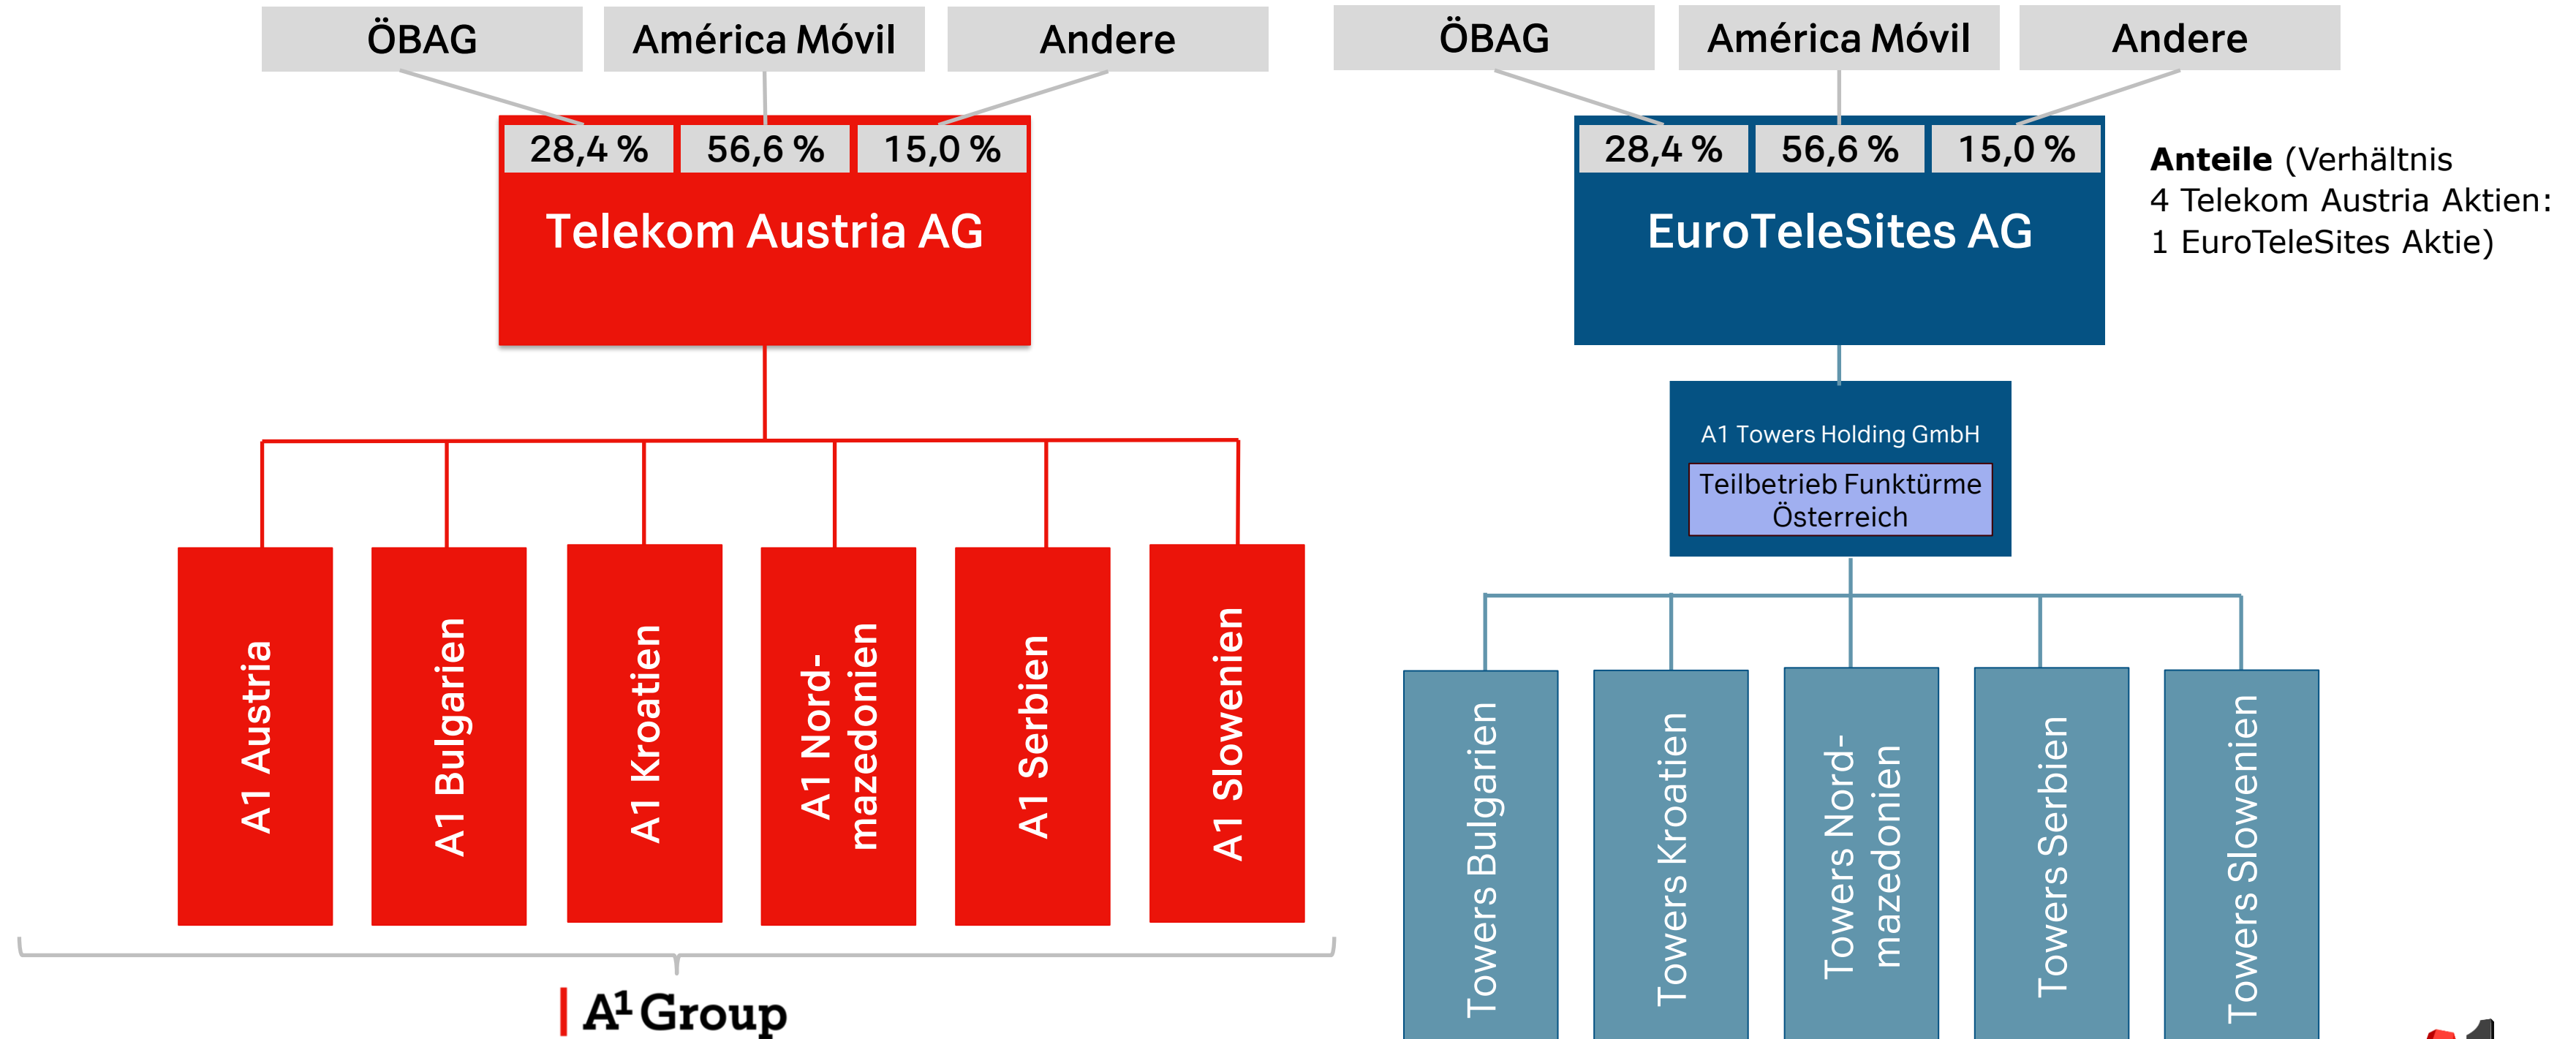 ÖBAG
América Móvil
Andere
28,4 %
56,6 %
15,0 %
Telekom Austria AG
A1 Austria
A1 Bulgarien
A1 Kroatien
A1 Nord-
mazedonien
A1 Serbien
A1 Slowenien
A1 Group
ÖBAG
América Móvil
Andere
28,4 %
56,6 %
15,0 %
EuroTeleSites AG
Anteile (Verhältnis
4 Telekom Austria Aktien:
1 EuroTeleSites Aktie)
A1 Towers Holding GmbH
Teilbetrieb Funktürme
Österreich
Towers Bulgarien
Towers Kroatien
Towers Nord-
mazedonien
Towers Serbien
Towers Slowenien